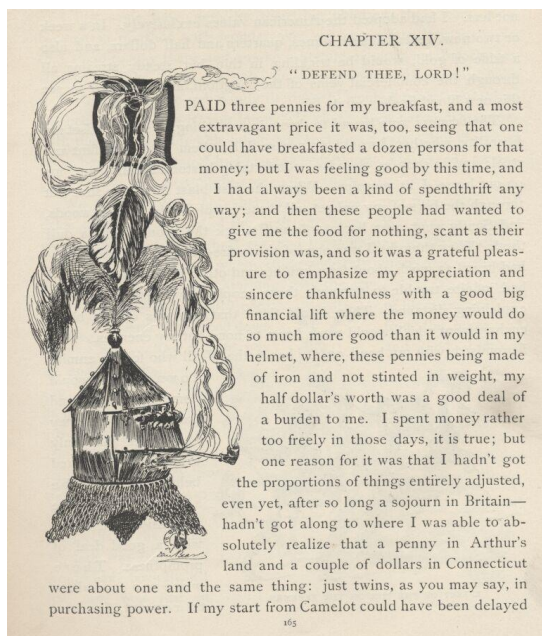 CHAPTER XIV.
"DEFEND THEE, LORD!"
I PAID three pennies for my breakfast, and a most
extravagant price it was, too, seeing that one
could have breakfasted a dozen persons for that
money; but I was feeling good by this time, and
I had always been a kind of spendthrift any
way; and then these people had wanted to
give me the food for nothing, scant as their
provision was, and so it was a grateful pleas-
ure to emphasize my appreciation and
sincere thankfulness with a good big
financial lift where the money would do
so much more good than it would in my
helmet, where, these pennies being made
of iron and not stinted in weight, my
half dollar's worth was a good deal of
a burden to me. I spent money rather
too freely in those days, it is true; but
one reason for it was that I hadn't got
the proportions of things entirely adjusted,
even yet, after so long a sojourn in Britain—
hadn't got along to where I was able to ab-
solutely realize that a penny in Arthur's
land and a couple of dollars in Connecticut
were about one and the same thing: just twins, as you may say, in
purchasing power. If my start from Camelot could have been delayed
165